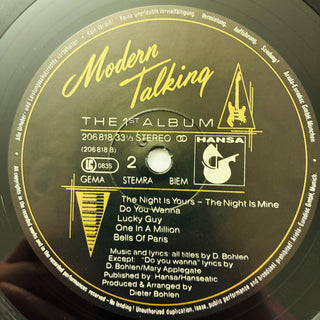 Modern
Talking
THE 1ST ALBUM
206 818 33⅓ STEREO
(206 818 B)
HANSA
LC 0835
2
GEMA STEMRA BIEM
The Night Is Yours – The Night Is Mine
Do You Wanna
Lucky Guy
One In A Million
Bells Of Paris
Music and lyrics: all titles by D. Bohlen
Except: "Do you wanna" lyrics by
D. Bohlen/Mary Applegate
Published by: Hansa/Hanseatic
Produced & Arranged by
Dieter Bohlen